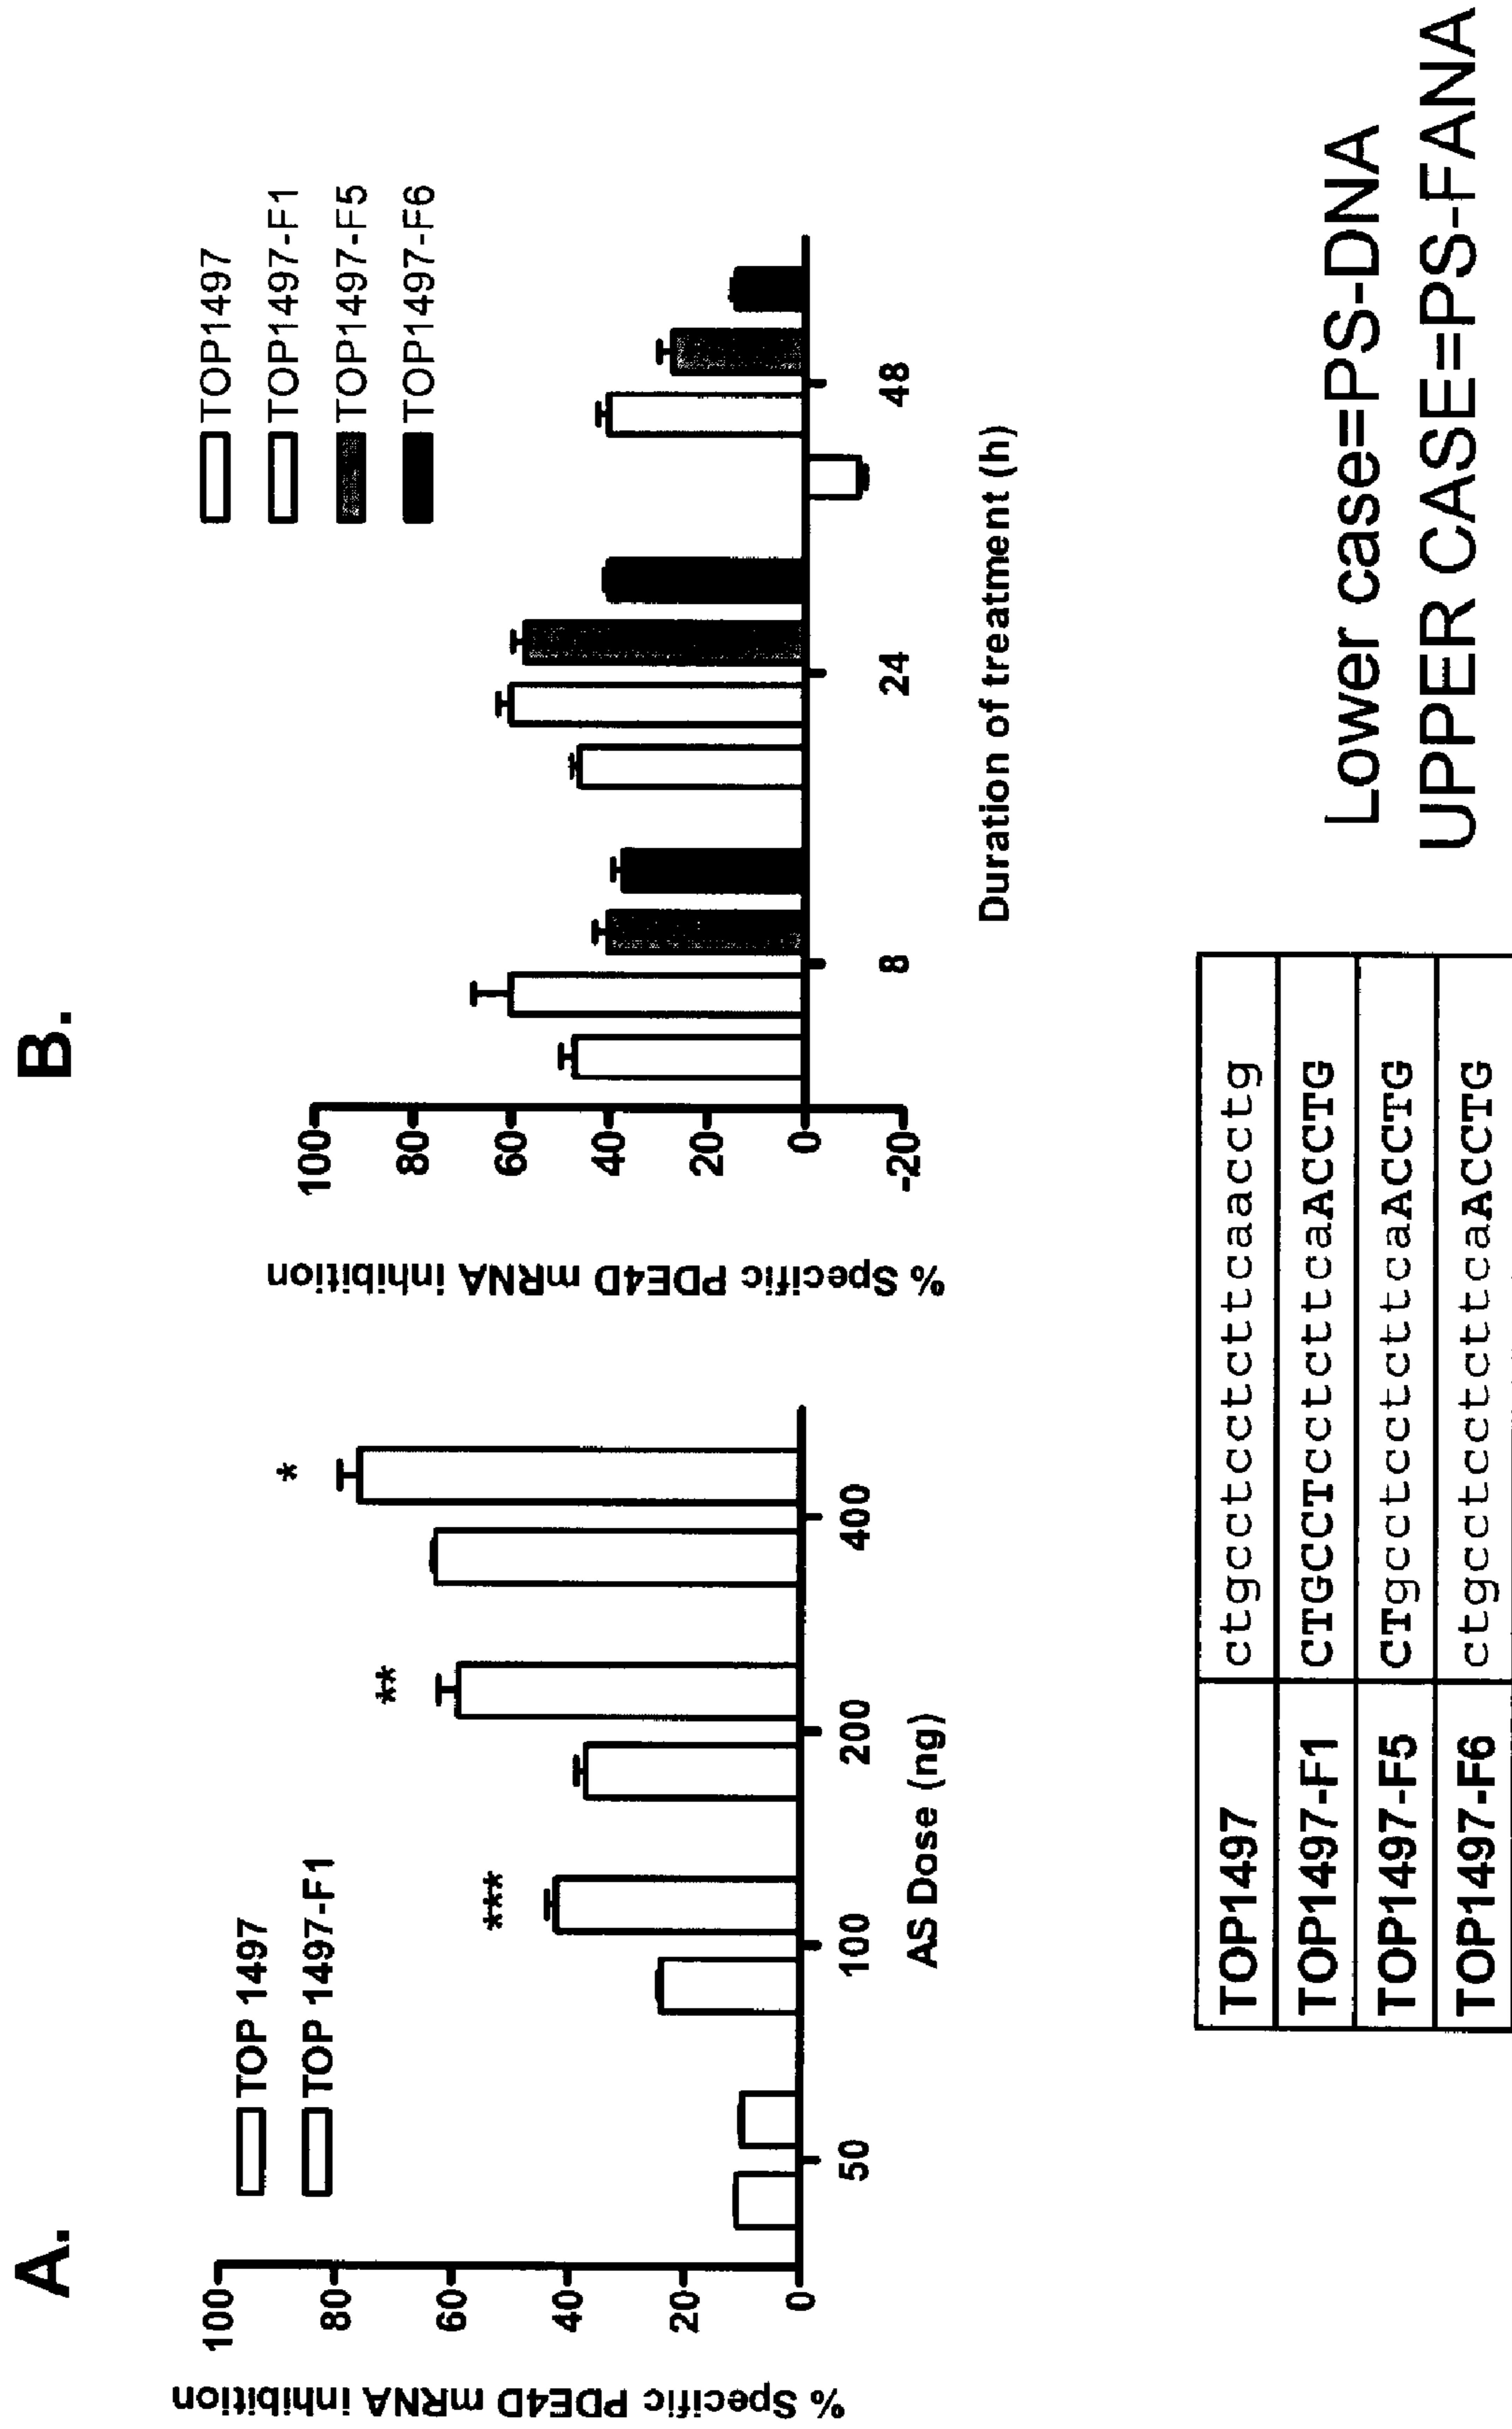 A.
% Specific PDE4D mRNA inhibition
100
80
60
40
20
0
TOP 1497
TOP 1497-F1
***
**
*
50
100
200
400
AS Dose (ng)
B.
% Specific PDE4D mRNA inhibition
100
80
60
40
20
0
-20
TOP1497
TOP1497-F1
TOP1497-F5
TOP1497-F6
8
24
48
Duration of treatment (h)
TOP1497 ctgcctcctcttcaacctg
TOP1497-F1 CTGCCTcctcttcaACCTG
TOP1497-F5 CTgcctcctcttcaACCTG
TOP1497-F6 ctgcctcctcttcaACCTG
Lower case=PS-DNA
UPPER CASE=PS-FANA